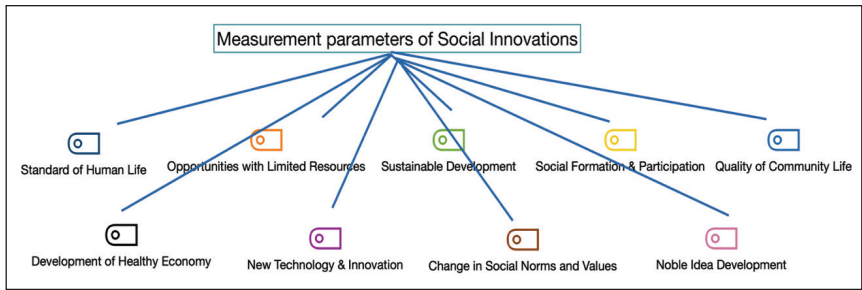 Measurement parameters of Social Innovations
Standard of Human Life
Opportunities with Limited Resources
Sustainable Development
Social Formation & Participation
Quality of Community Life
Development of Healthy Economy
New Technology & Innovation
Change in Social Norms and Values
Noble Idea Development